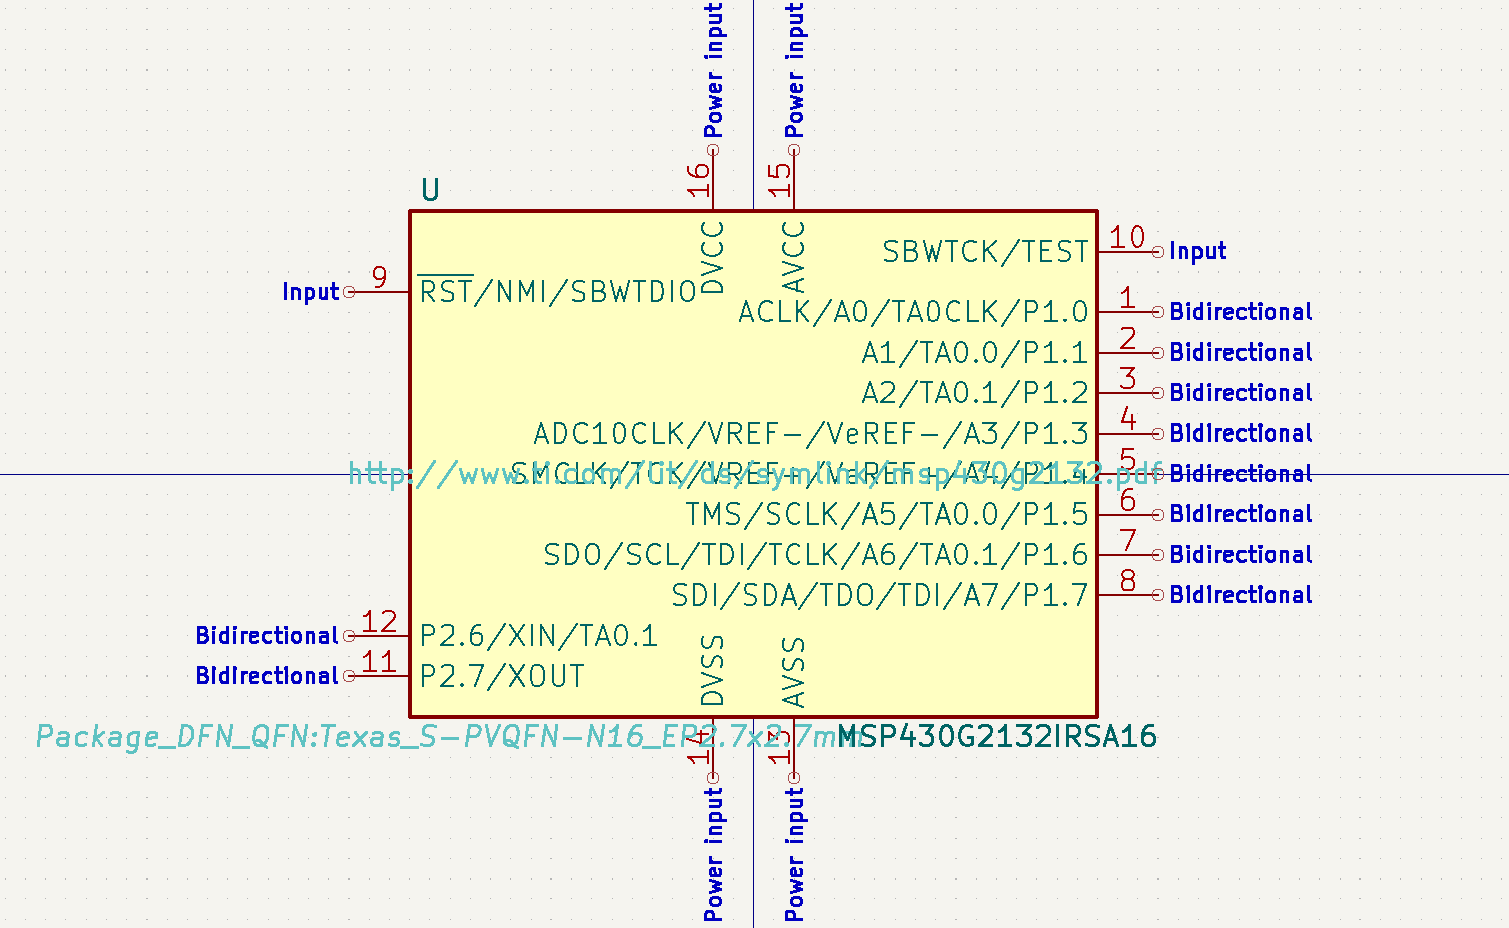 Power input
Power input
16
15
U
DVCC
AVCC
SBWTCK/TEST
10
Input
Input
9
RST/NMI/SBWTDIO
ACLK/A0/TA0CLK/P1.0
1
Bidirectional
A1/TA0.0/P1.1
2
Bidirectional
A2/TA0.1/P1.2
3
Bidirectional
ADC10CLK/VREF-/VeREF-/A3/P1.3
4
Bidirectional
http://www.ti.com/lit/ds/symlink/msp430g2132.pdf
SMCLK/TCK/VREF+/VeREF+/A4/P1.4
5
Bidirectional
TMS/SCLK/A5/TA0.0/P1.5
6
Bidirectional
SDO/SCL/TDI/TCLK/A6/TA0.1/P1.6
7
Bidirectional
SDI/SDA/TDO/TDI/A7/P1.7
8
Bidirectional
Bidirectional
12
P2.6/XIN/TA0.1
Bidirectional
11
P2.7/XOUT
DVSS
AVSS
Package_DFN_QFN:Texas_S-PVQFN-N16_EP2.7x2.7mm
MSP430G2132IRSA16
14
13
Power input
Power input